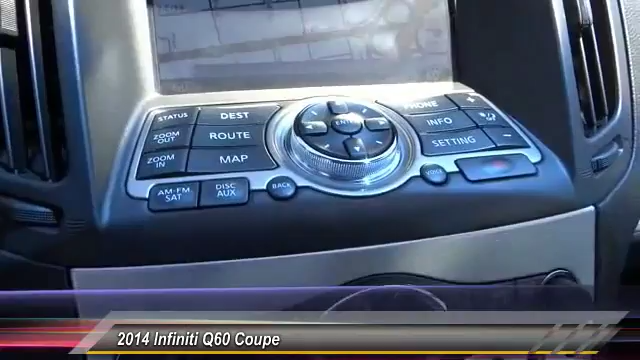 STATUS DEST
ZOOM OUT ROUTE
ZOOM IN MAP
AM·FM SAT DISC AUX BACK
ENTER
PHONE +
INFO
SETTING -
VOICE
2014 Infiniti Q60 Coupe